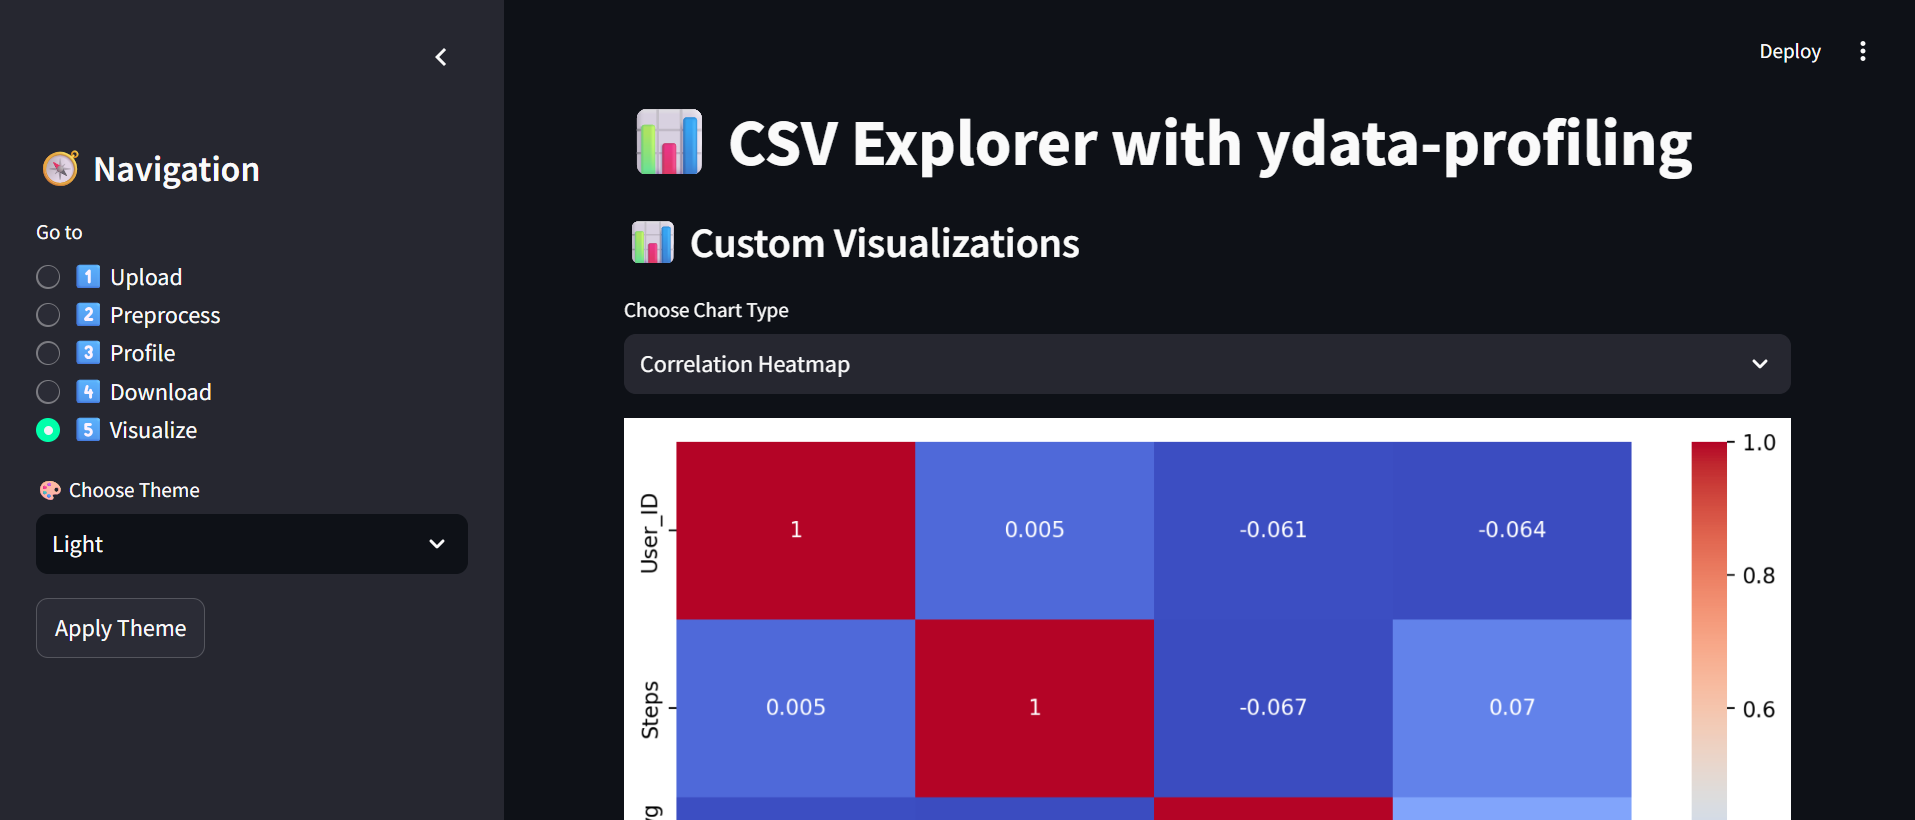 Deploy
Navigation
Go to
1 Upload
2 Preprocess
3 Profile
4 Download
5 Visualize
Choose Theme
Light
Apply Theme
CSV Explorer with ydata-profiling
Custom Visualizations
Choose Chart Type
Correlation Heatmap
User_ID
1 0.005 -0.061 -0.064
Steps
0.005 1 -0.067 0.07
1.0
0.8
0.6